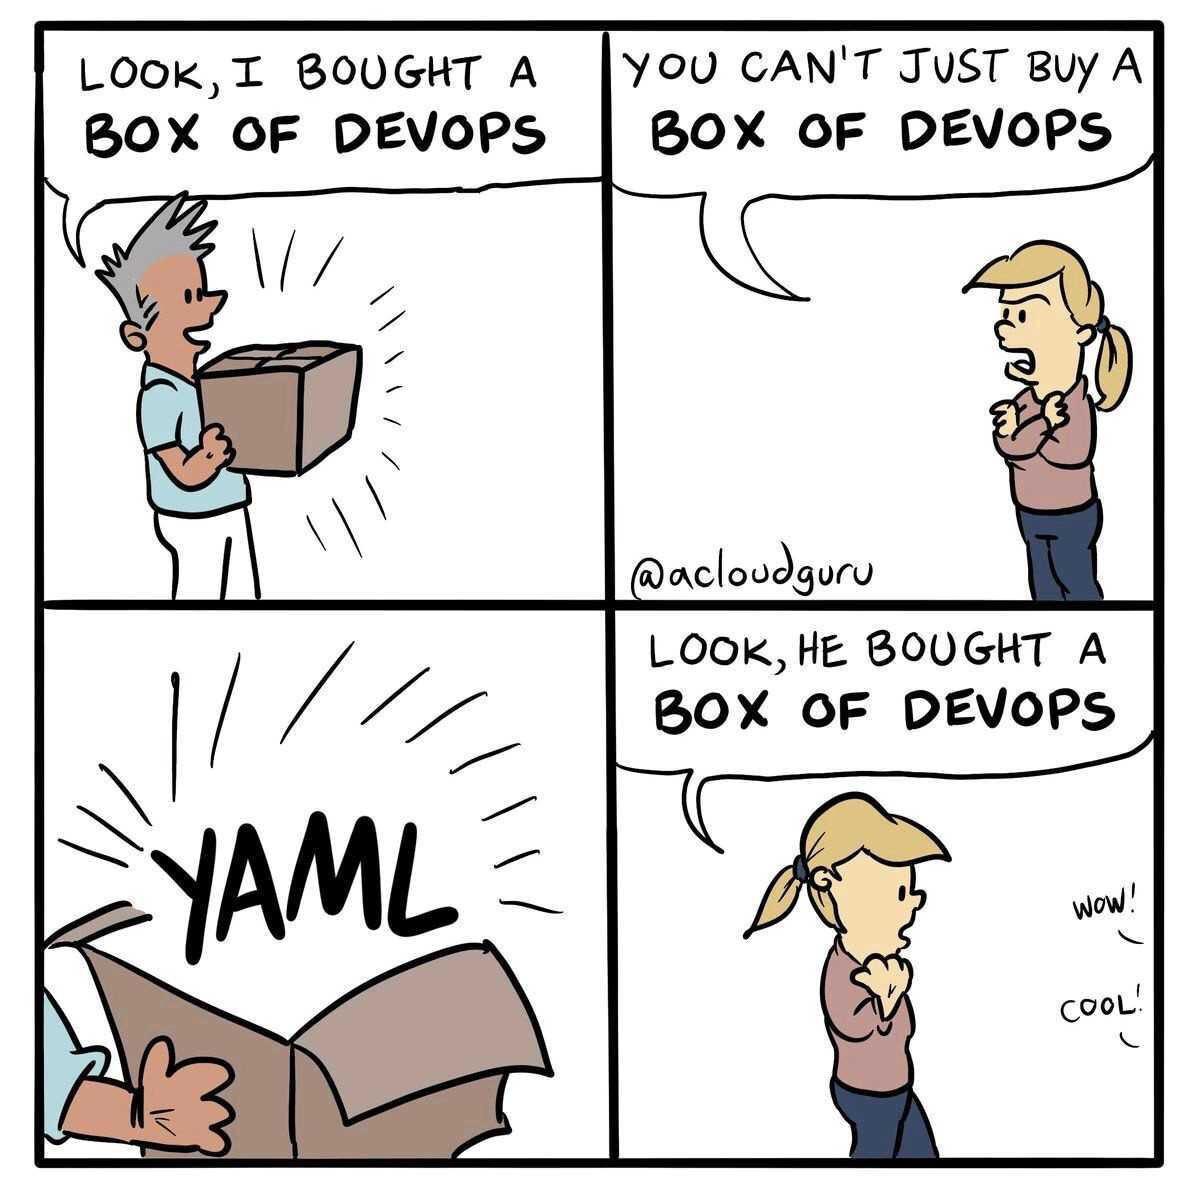 LOOK, I BOUGHT A
BOX OF DEVOPS
YOU CAN'T JUST BUY A
BOX OF DEVOPS
@acloudguru
YAML
LOOK, HE BOUGHT A
BOX OF DEVOPS
WOW!
COOL!